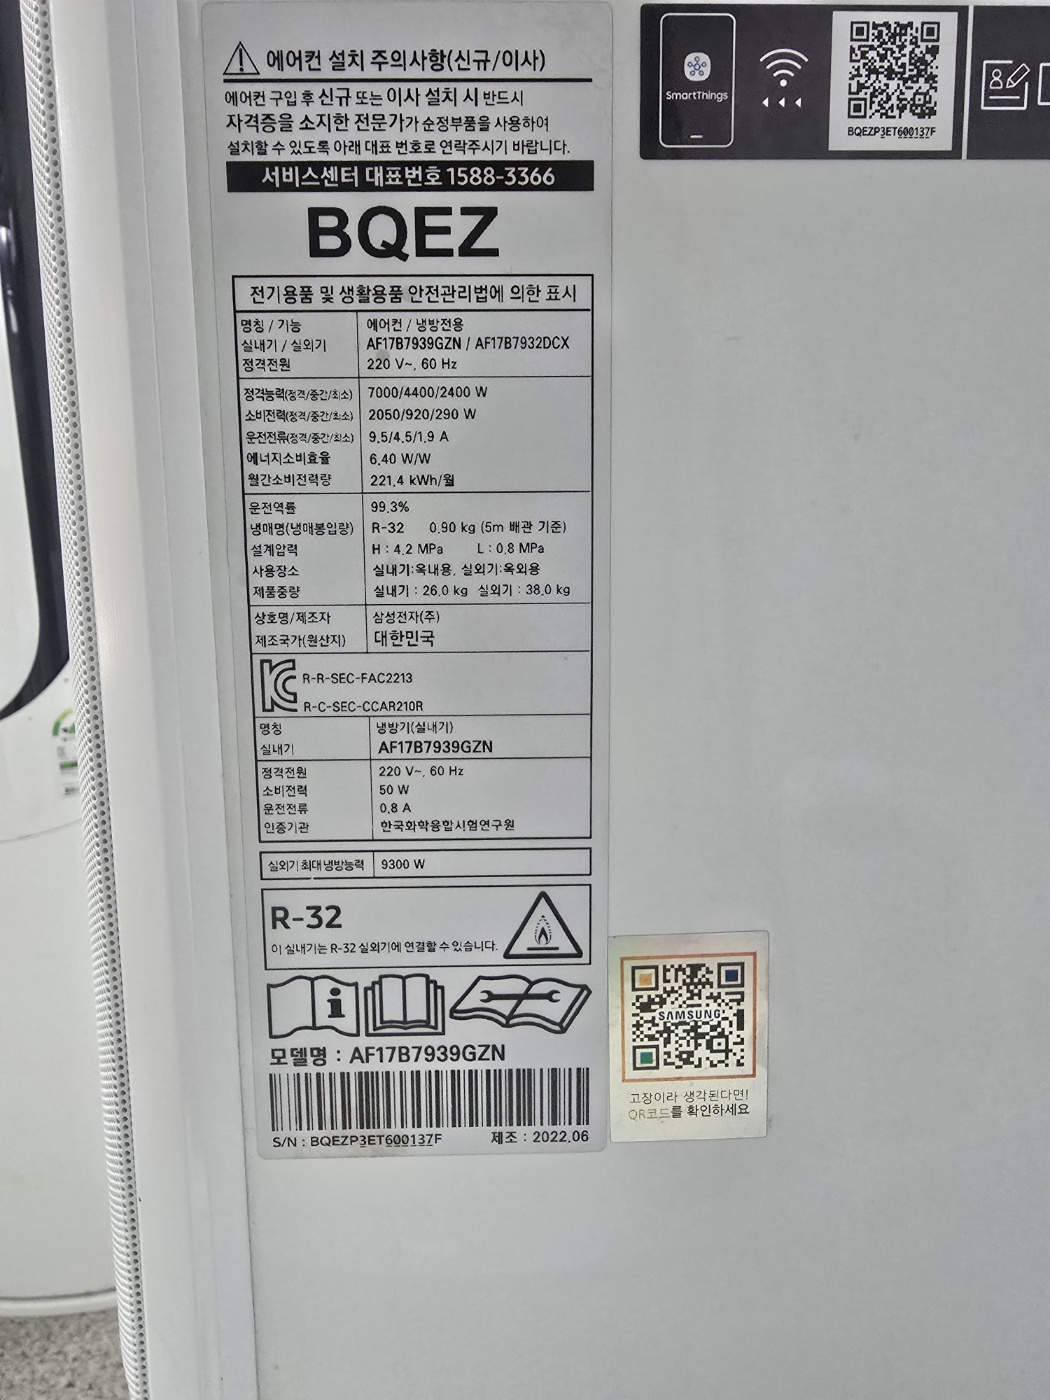 에어컨 설치 주의사항(신규/이사)
에어컨 구입 후 신규 또는 이사 설치 시 반드시
자격증을 소지한 전문가가 순정부품을 사용하여
설치할 수 있도록 아래 대표 번호로 연락주시기 바랍니다.
서비스센터 대표번호 1588-3366
BQEZ
전기용품 및 생활용품 안전관리법에 의한 표시
명칭 / 기능 에어컨 / 냉방전용
실내기 / 실외기 AF17B7939GZN / AF17B7932DCX
정격전원 220 V~, 60 Hz
정격능력(정격/중간/최소) 7000/4400/2400 W
소비전력(정격/중간/최소) 2050/920/290 W
운전전류(정격/중간/최소) 9.5/4.5/1.9 A
에너지소비효율 6.40 W/W
월간소비전력량 221.4 kWh/월
운전역률 99.3%
냉매명(냉매봉입량) R-32 0.90 kg (5m 배관 기준)
설계압력 H : 4.2 MPa L : 0.8 MPa
사용장소 실내기:옥내용, 실외기:옥외용
제품중량 실내기 : 26.0 kg 실외기 : 38.0 kg
상호명/제조자 삼성전자(주)
제조국가(원산지) 대한민국
R-R-SEC-FAC2213
R-C-SEC-CCAR210R
명칭 냉방기(실내기)
실내기 AF17B7939GZN
정격전원 220 V~, 60 Hz
소비전력 50 W
운전전류 0.8 A
인증기관 한국화학융합시험연구원
실외기 최대 냉방능력 9300 W
R-32
이 실내기는 R-32 실외기에 연결할 수 있습니다.
모델명 : AF17B7939GZN
S/N : BQEZP3ET600137F 제조 : 2022.06
SmartThings
BQEZP3ET600137F
SAMSUNG
고장이라 생각된다면!
QR코드를 확인하세요